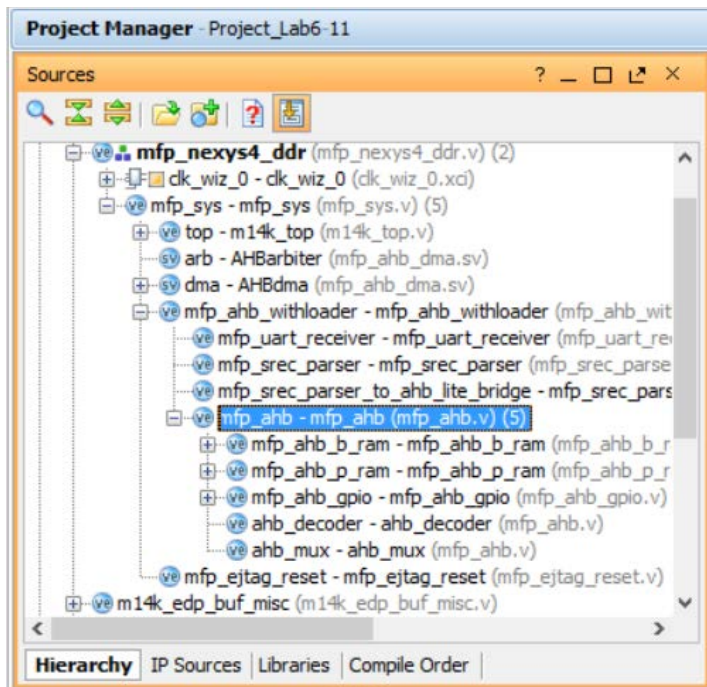 Project Manager - Project_Lab6-11
Sources
mfp_nexys4_ddr (mfp_nexys4_ddr.v) (2)
clk_wiz_0 - clk_wiz_0 (clk_wiz_0.xci)
mfp_sys - mfp_sys (mfp_sys.v) (5)
top - m14k_top (m14k_top.v)
arb - AHBarbiter (mfp_ahb_dma.sv)
dma - AHBdma (mfp_ahb_dma.sv)
mfp_ahb_withloader - mfp_ahb_withloader (mfp_ahb_wit
mfp_uart_receiver - mfp_uart_receiver (mfp_uart_re
mfp_srec_parser - mfp_srec_parser (mfp_srec_parse
mfp_srec_parser_to_ahb_lite_bridge - mfp_srec_pars
mfp_ahb - mfp_ahb (mfp_ahb.v) (5)
mfp_ahb_b_ram - mfp_ahb_b_ram (mfp_ahb_b_r
mfp_ahb_p_ram - mfp_ahb_p_ram (mfp_ahb_p_r
mfp_ahb_gpio - mfp_ahb_gpio (mfp_ahb_gpio.v)
ahb_decoder - ahb_decoder (mfp_ahb.v)
ahb_mux - ahb_mux (mfp_ahb.v)
mfp_ejtag_reset - mfp_ejtag_reset (mfp_ejtag_reset.v)
m14k_edp_buf_misc (m14k_edp_buf_misc.v)
Hierarchy IP Sources Libraries Compile Order